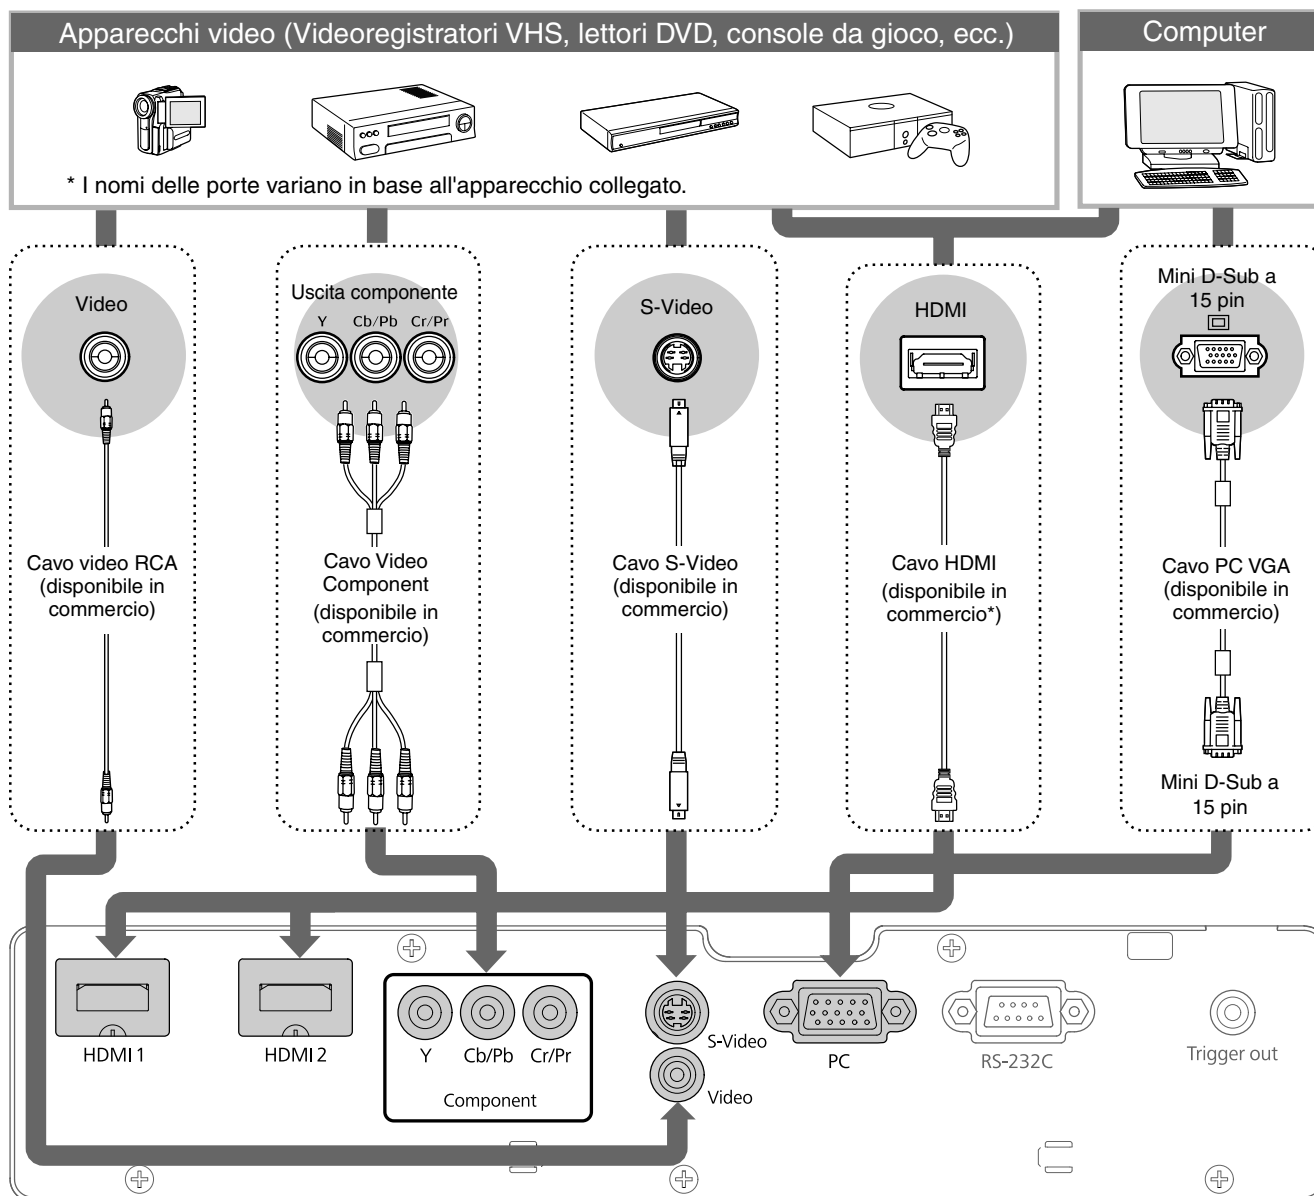 Apparecchi video (Videoregistratori VHS, lettori DVD, console da gioco, ecc.)
Computer
* I nomi delle porte variano in base all'apparecchio collegato.
Video
Uscita componente
Y Cb/Pb Cr/Pr
S-Video
HDMI
Mini D-Sub a
15 pin
Cavo video RCA
(disponibile in
commercio)
Cavo Video
Component
(disponibile in
commercio)
Cavo S-Video
(disponibile in
commercio)
Cavo HDMI
(disponibile in
commercio*)
Cavo PC VGA
(disponibile in
commercio)
Mini D-Sub a
15 pin
HDMI 1
HDMI 2
Y Cb/Pb Cr/Pr
Component
S-Video
Video
PC
RS-232C
Trigger out